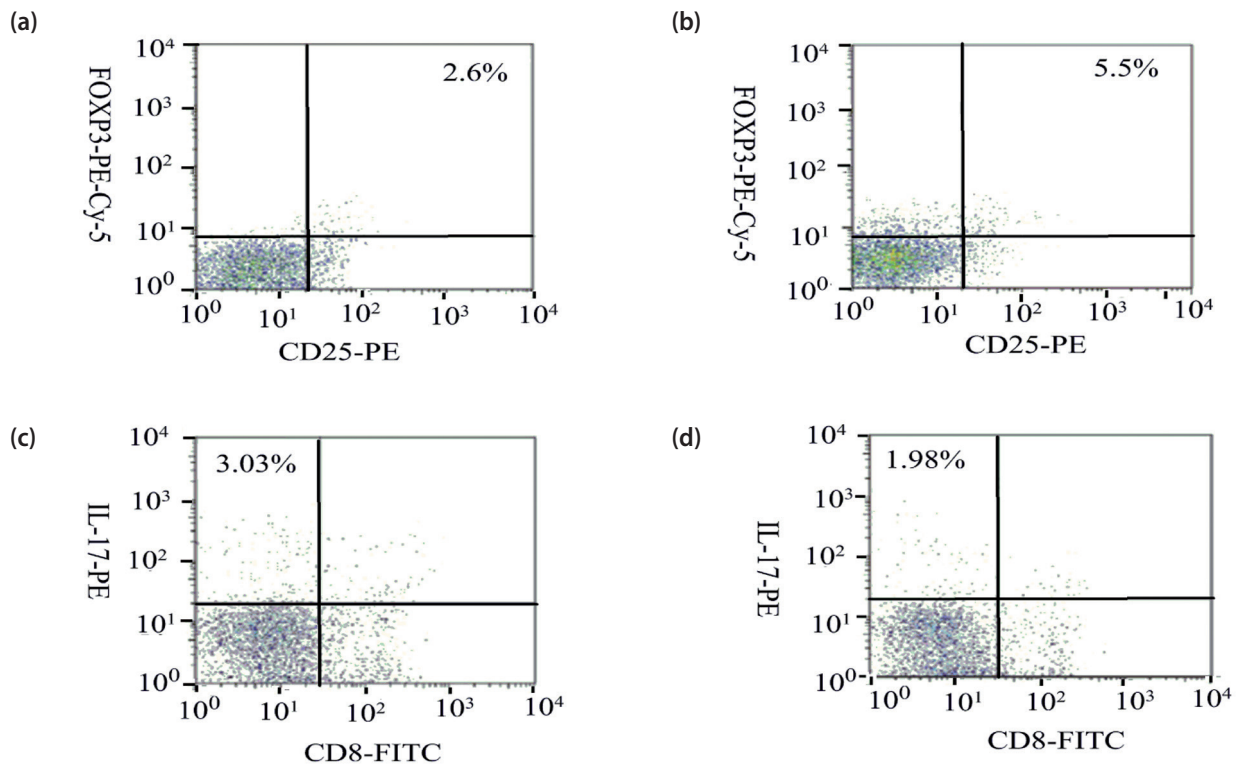 (a)
FOXP3-PE-Cy-5
10⁴
10³
10²
10¹
10⁰
2.6%
10⁰ 10¹ 10² 10³ 10⁴
CD25-PE
(b)
FOXP3-PE-Cy-5
10⁴
10³
10²
10¹
10⁰
5.5%
10⁰ 10¹ 10² 10³ 10⁴
CD25-PE
(c)
IL-17-PE
10⁴
10³
10²
10¹
10⁰
3.03%
10⁰ 10¹ 10² 10³ 10⁴
CD8-FITC
(d)
IL-17-PE
10⁴
10³
10²
10¹
10⁰
1.98%
10⁰ 10¹ 10² 10³ 10⁴
CD8-FITC